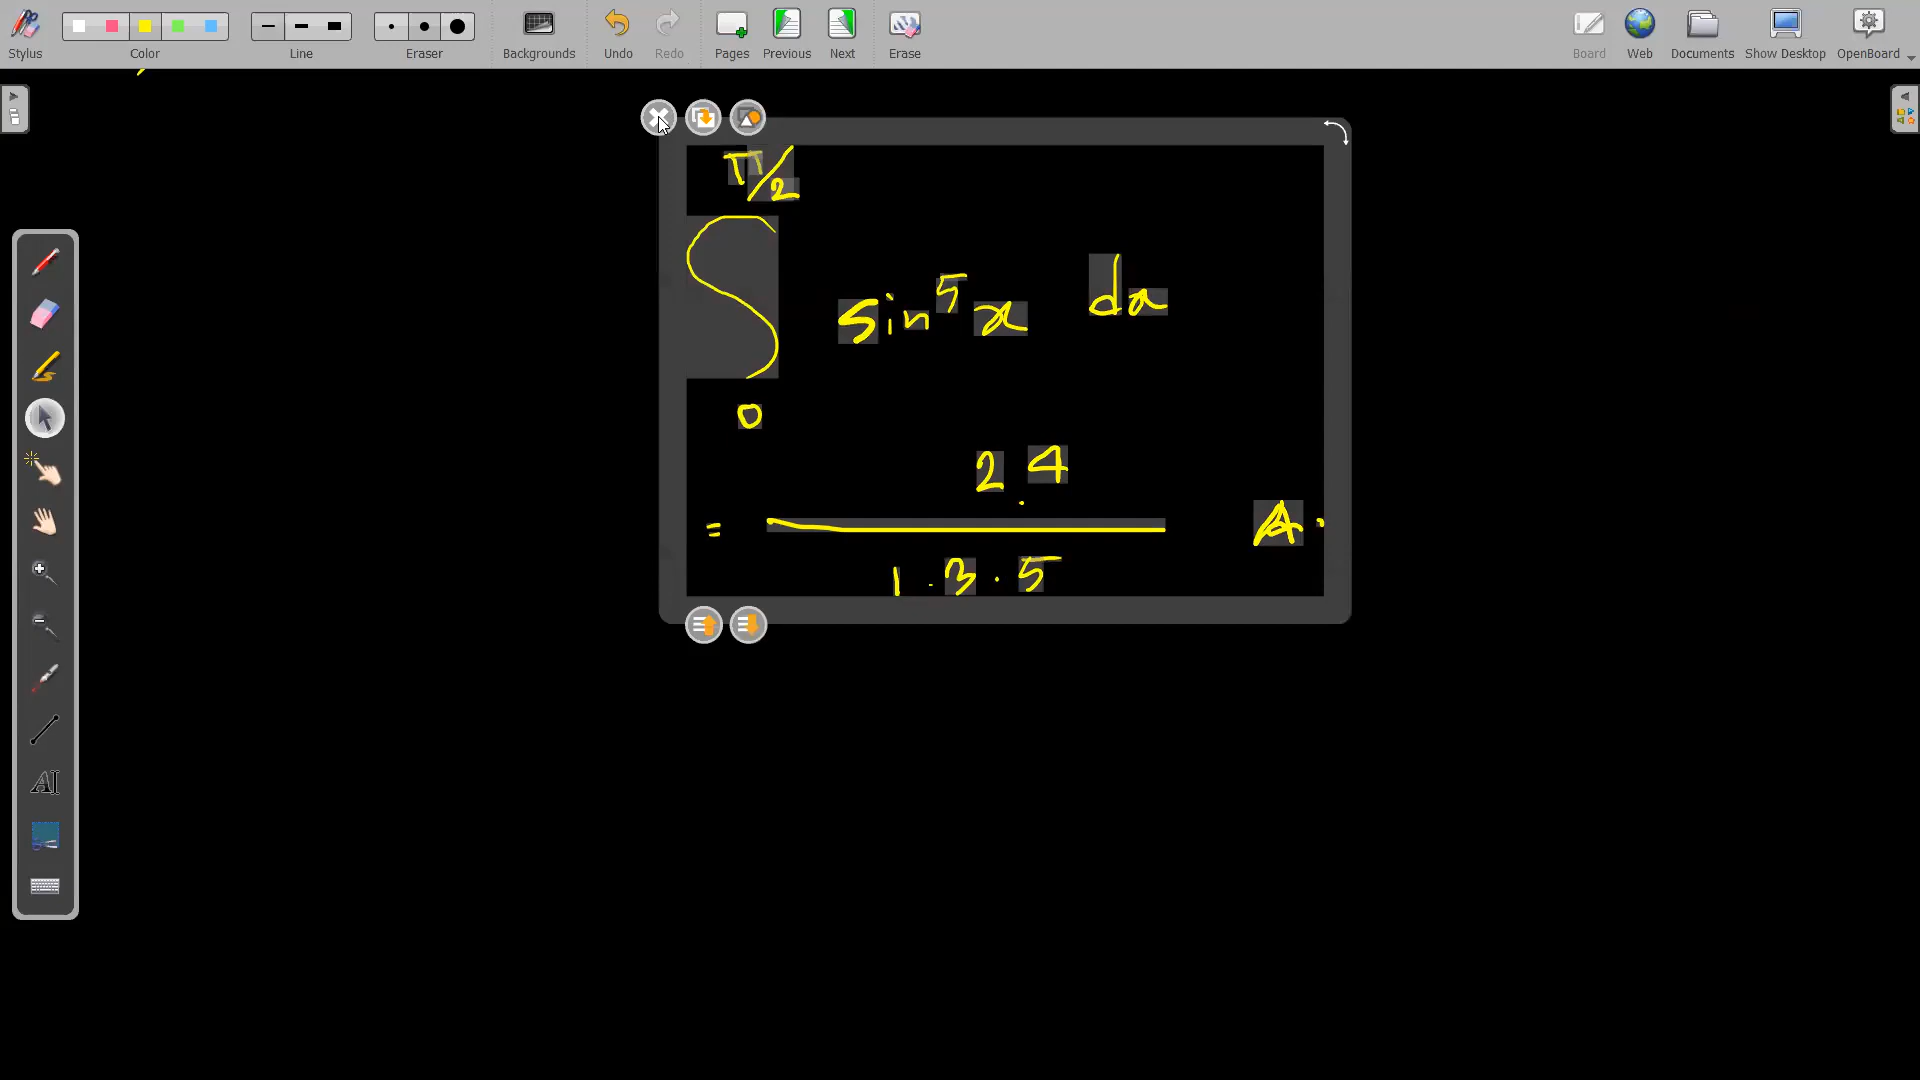 Stylus Color Line Eraser Backgrounds Undo Redo Pages Previous Next Erase Board Web Documents Show Desktop OpenBoard
π/2
∫ sin⁵x dx
0
2 . 4
= ―――――― A.
1 . 3 . 5